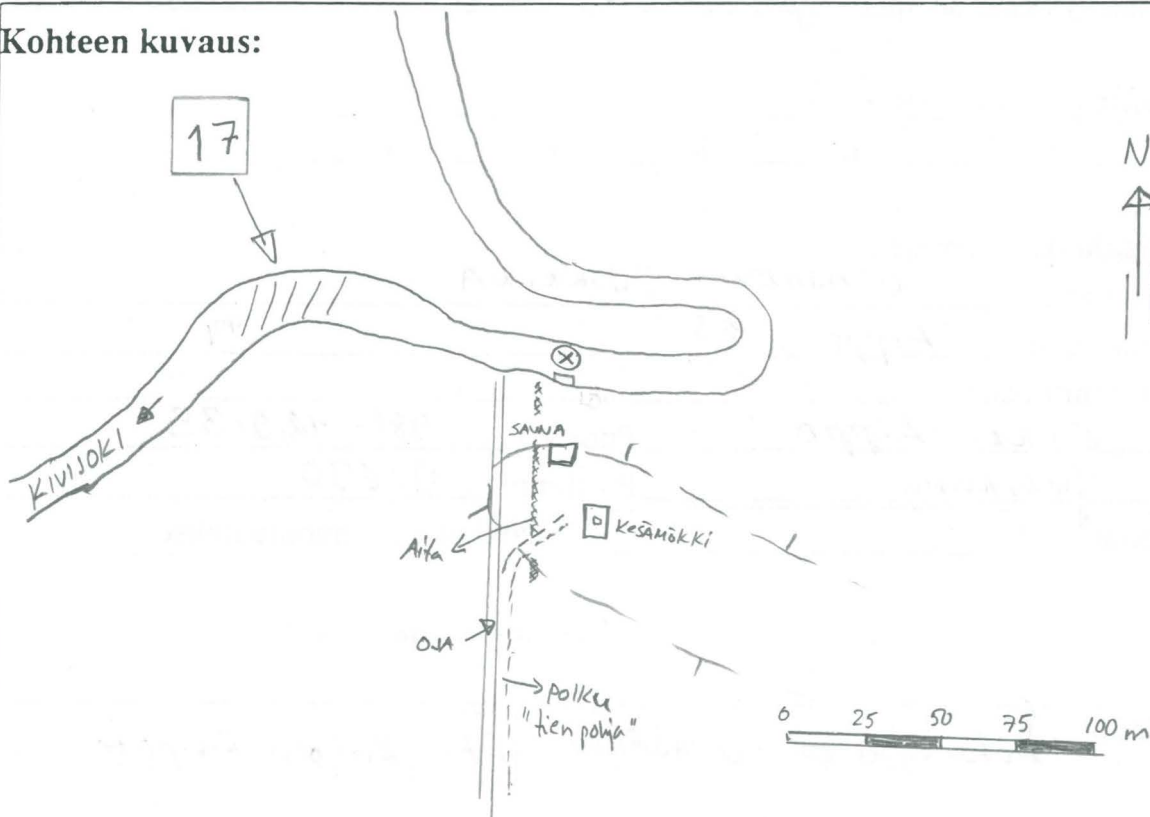 Kohteen kuvaus:
17
N
KIVIJOKI
SAUNA
KESÄMÖKKI
Aita
OJA
polku
"tien pohja"
0 25 50 75 100 m